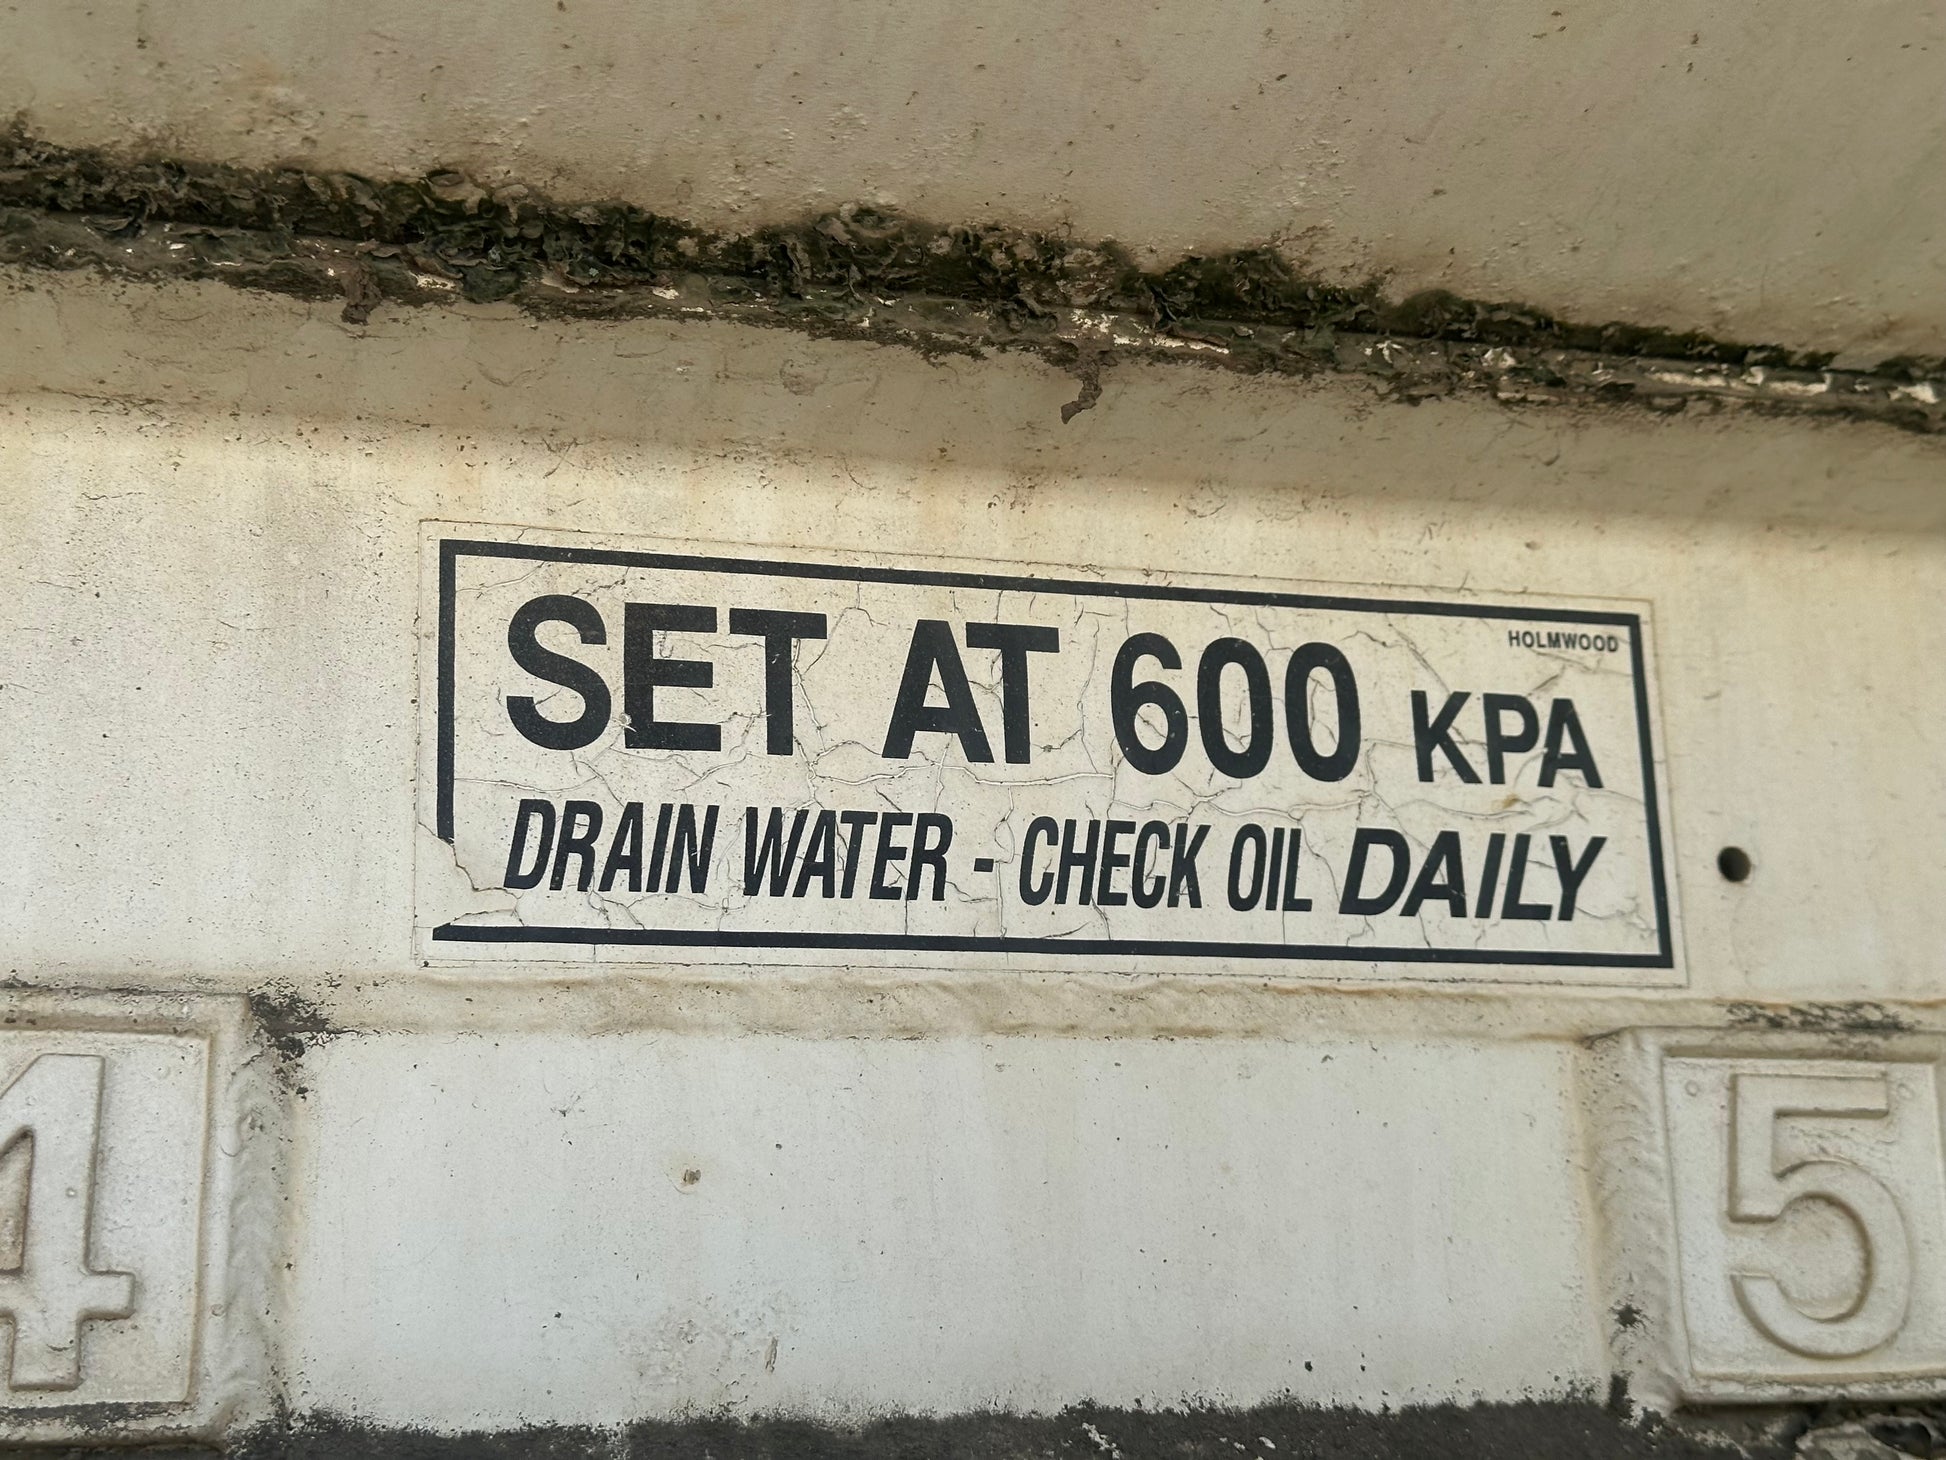 HOLMWOOD
SET AT 600 KPA
DRAIN WATER - CHECK OIL DAILY
4
5